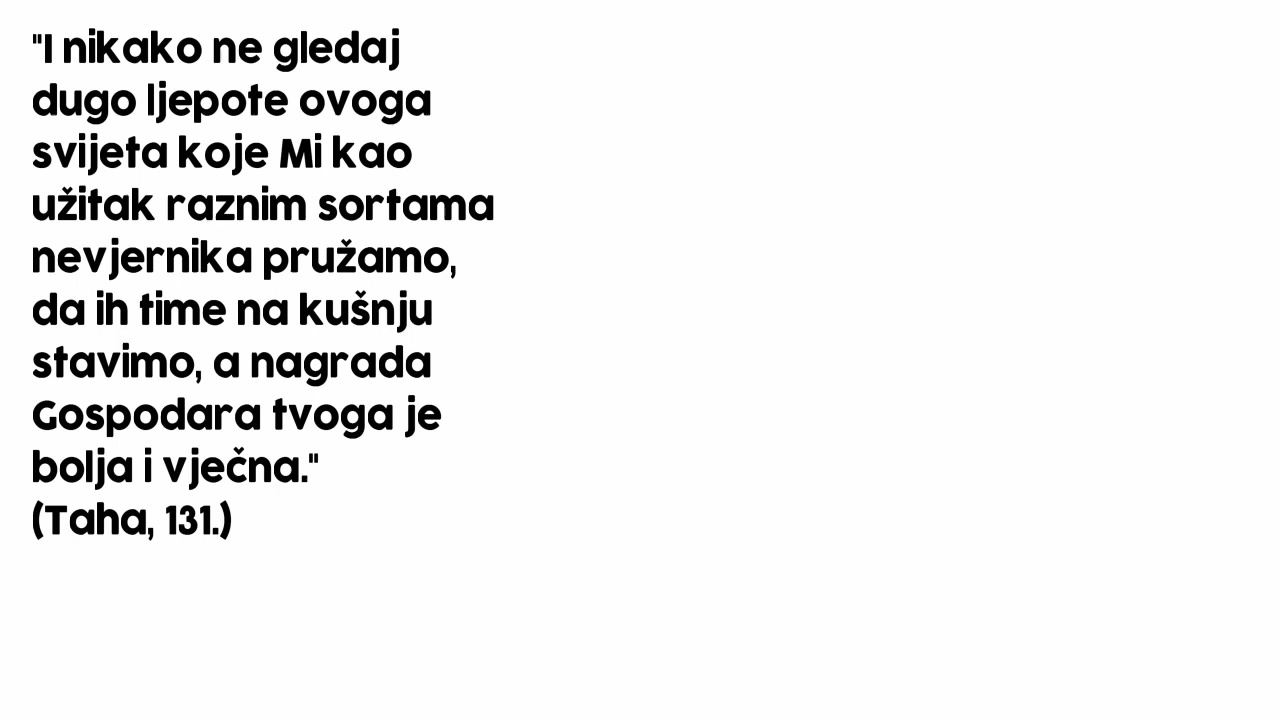 "I nikako ne gledaj
dugo ljepote ovoga
svijeta koje Mi kao
užitak raznim sortama
nevjernika pružamo,
da ih time na kušnju
stavimo, a nagrada
Gospodara tvoga je
bolja i vječna."
(Taha, 131.)